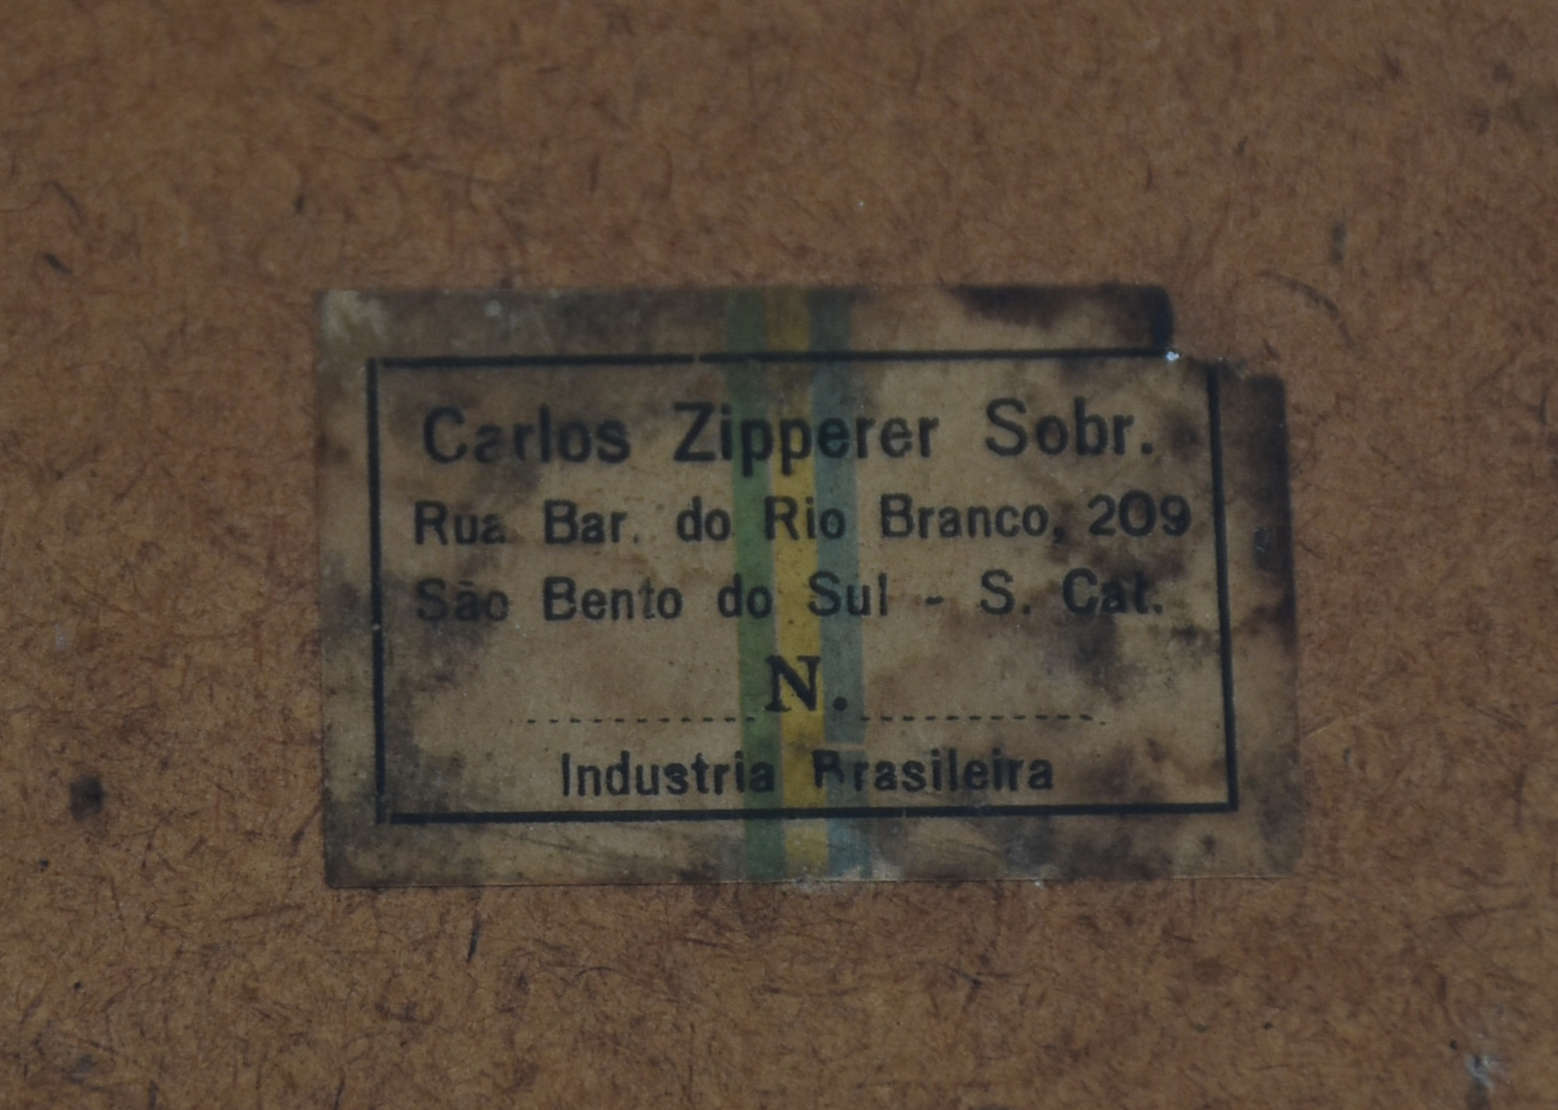 Carlos Zipperer Sobr.
Rua Bar. do Rio Branco, 209
São Bento do Sul - S. Cat.
N.
Industria Brasileira